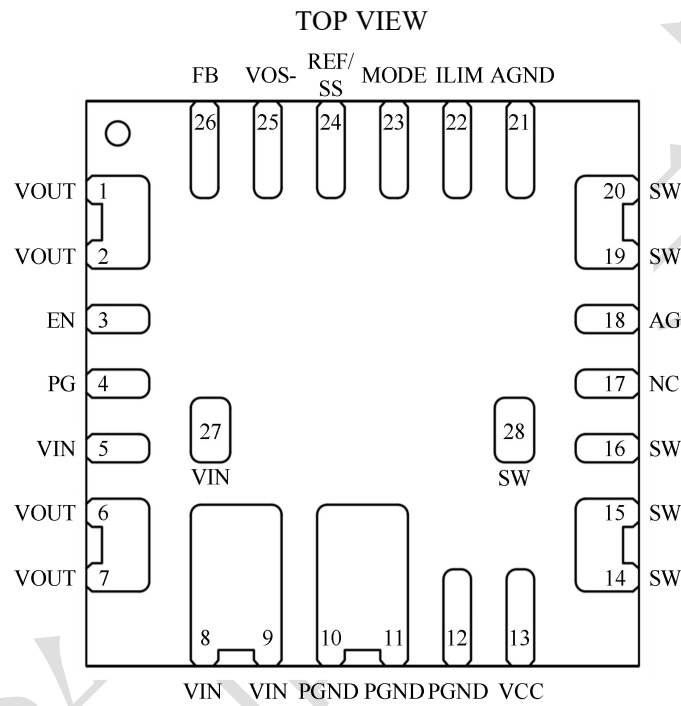 TOP VIEW
FB VOS- REF/ MODE ILIM AGND
SS
26 25 24 23 22 21
VOUT 1 20 SW
VOUT 2 19 SW
EN 3 18 AG
PG 4 17 NC
27 28
VIN 5 16 SW
VIN SW
VOUT 6 15 SW
VOUT 7 14 SW
8 9 10 11 12 13
VIN VIN PGND PGND PGND VCC